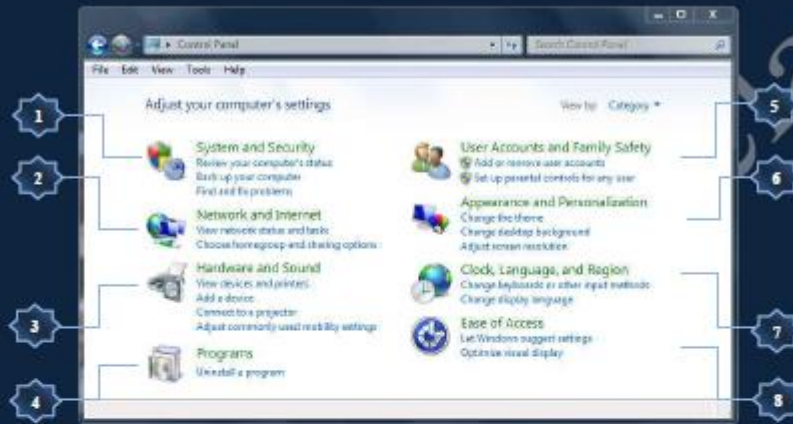 Control Panel
Search Control Panel
File Edit View Tools Help
Adjust your computer's settings
View by: Category
1
System and Security
Review your computer's status
Back up your computer
Find and fix problems
2
Network and Internet
View network status and tasks
Choose homegroup and sharing options
3
Hardware and Sound
View devices and printers
Add a device
Connect to a projector
Adjust commonly used mobility settings
4
Programs
Uninstall a program
5
User Accounts and Family Safety
Add or remove user accounts
Set up parental controls for any user
6
Appearance and Personalization
Change the theme
Change desktop background
Adjust screen resolution
7
Clock, Language, and Region
Change keyboards or other input methods
Change display language
8
Ease of Access
Let Windows suggest settings
Optimize visual display